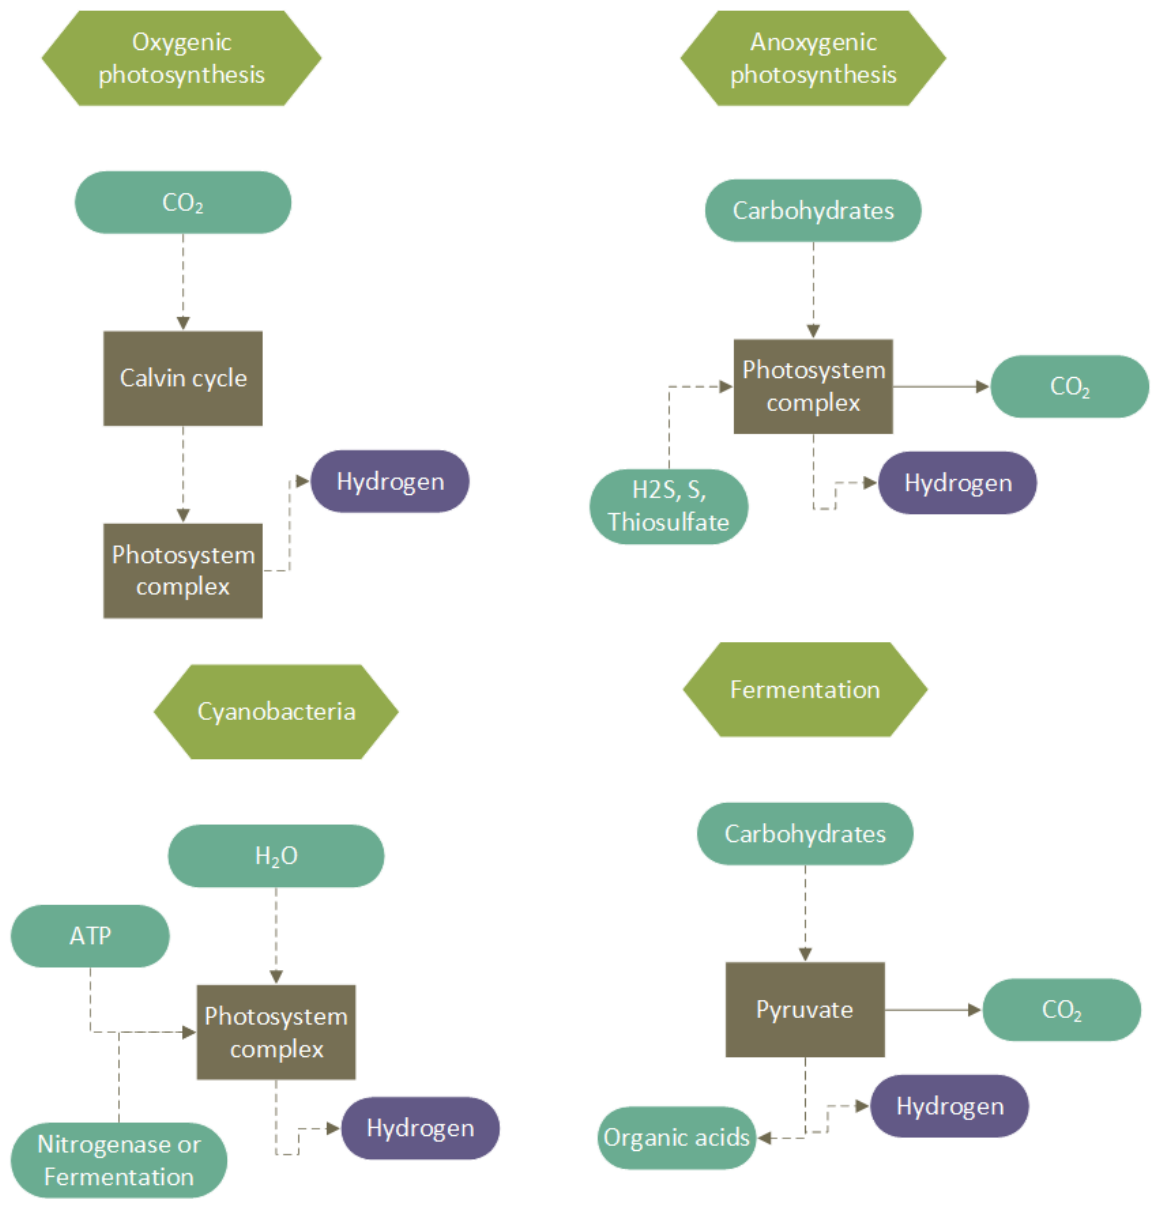 Oxygenic
photosynthesis
CO₂
Calvin cycle
Hydrogen
Photosystem
complex
Anoxygenic
photosynthesis
Carbohydrates
Photosystem
complex
CO₂
Hydrogen
H2S, S,
Thiosulfate
Cyanobacteria
H₂O
ATP
Photosystem
complex
Hydrogen
Nitrogenase or
Fermentation
Fermentation
Carbohydrates
Pyruvate
CO₂
Hydrogen
Organic acids